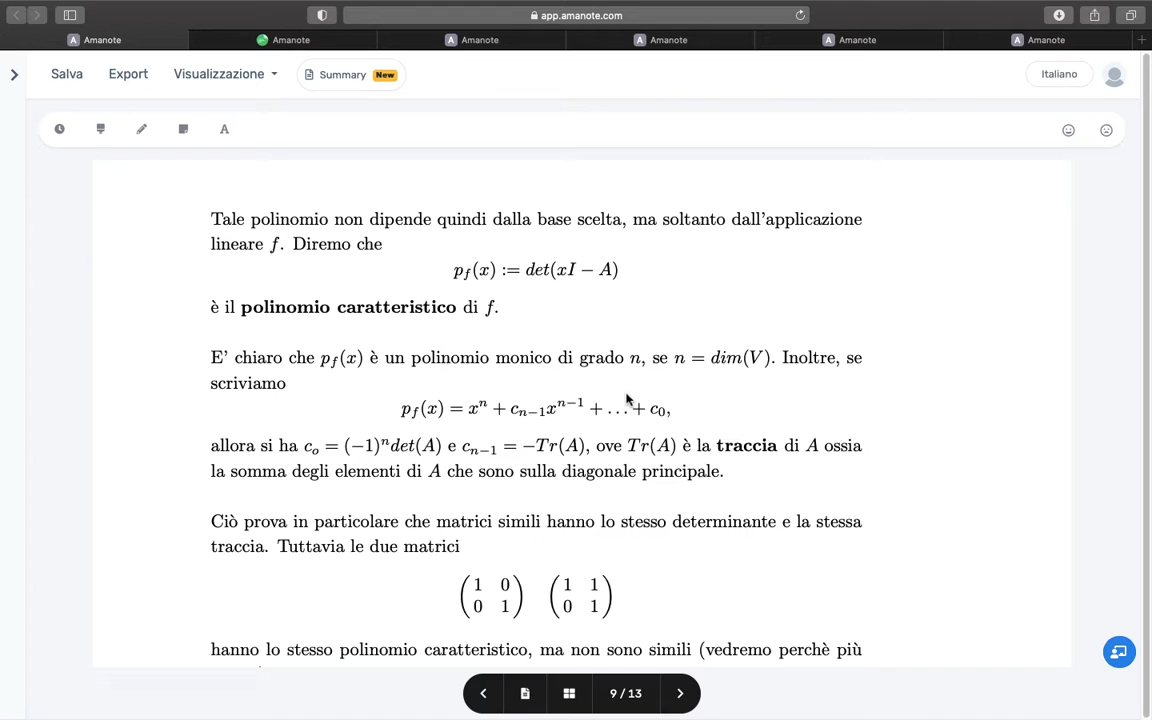 app.amanote.com
Amanote Amanote Amanote Amanote Amanote Amanote
Salva Export Visualizzazione Summary New Italiano
Tale polinomio non dipende quindi dalla base scelta, ma soltanto dall'applicazione
lineare f. Diremo che
p_f(x) := det(xI − A)
è il polinomio caratteristico di f.
E' chiaro che p_f(x) è un polinomio monico di grado n, se n = dim(V). Inoltre, se
scriviamo
p_f(x) = x^n + c_{n−1}x^{n−1} + ... + c_0,
allora si ha c_o = (−1)^n det(A) e c_{n−1} = −Tr(A), ove Tr(A) è la traccia di A ossia
la somma degli elementi di A che sono sulla diagonale principale.
Ciò prova in particolare che matrici simili hanno lo stesso determinante e la stessa
traccia. Tuttavia le due matrici
1 0 1 1
0 1 0 1
hanno lo stesso polinomio caratteristico, ma non sono simili (vedremo perchè più
9 / 13